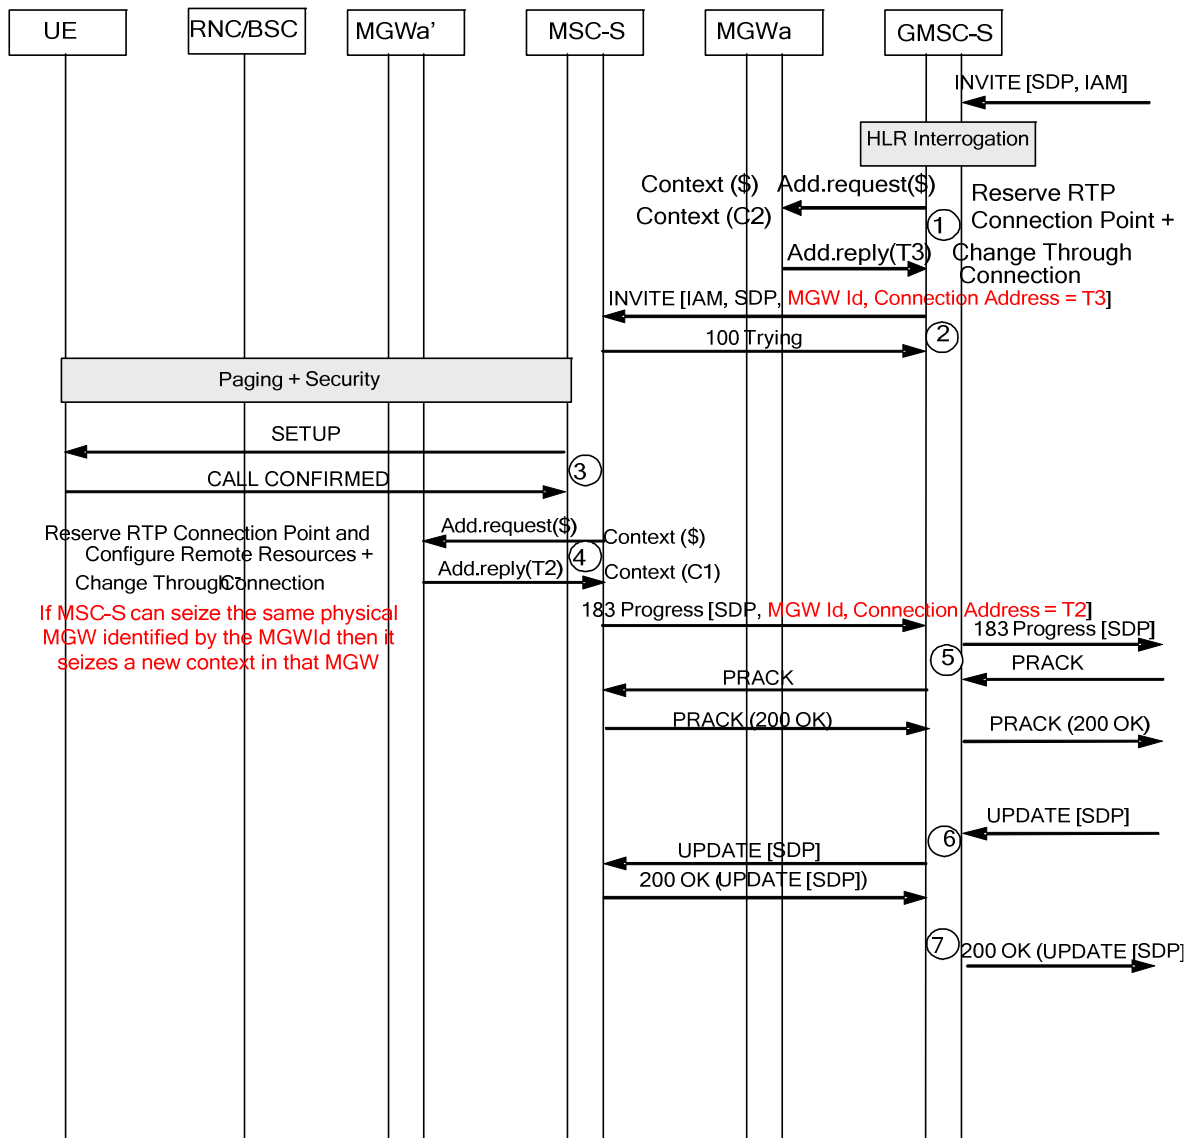 UE
RNC/BSC
MGWa'
MSC-S
MGWa
GMSC-S
INVITE [SDP, IAM]
HLR Interrogation
Context ($)
Add.request($)
Reserve RTP
Context (C2)
1
Connection Point +
Add.reply(T3)
Change Through
Connection
INVITE [IAM, SDP, MGW Id, Connection Address = T3]
2
100 Trying
Paging + Security
SETUP
3
CALL CONFIRMED
Add.request($)
Reserve RTP Connection Point and
Context ($)
Configure Remote Resources +
4
Add.reply(T2)
Context (C1)
Change Through-Connection
If MSC-S can seize the same physical
MGW identified by the MGWId then it
seizes a new context in that MGW
183 Progress [SDP, MGW Id, Connection Address = T2]
183 Progress [SDP]
5
PRACK
PRACK
PRACK (200 OK)
PRACK (200 OK)
UPDATE [SDP]
6
UPDATE [SDP]
200 OK (UPDATE [SDP])
7
200 OK (UPDATE [SDP]